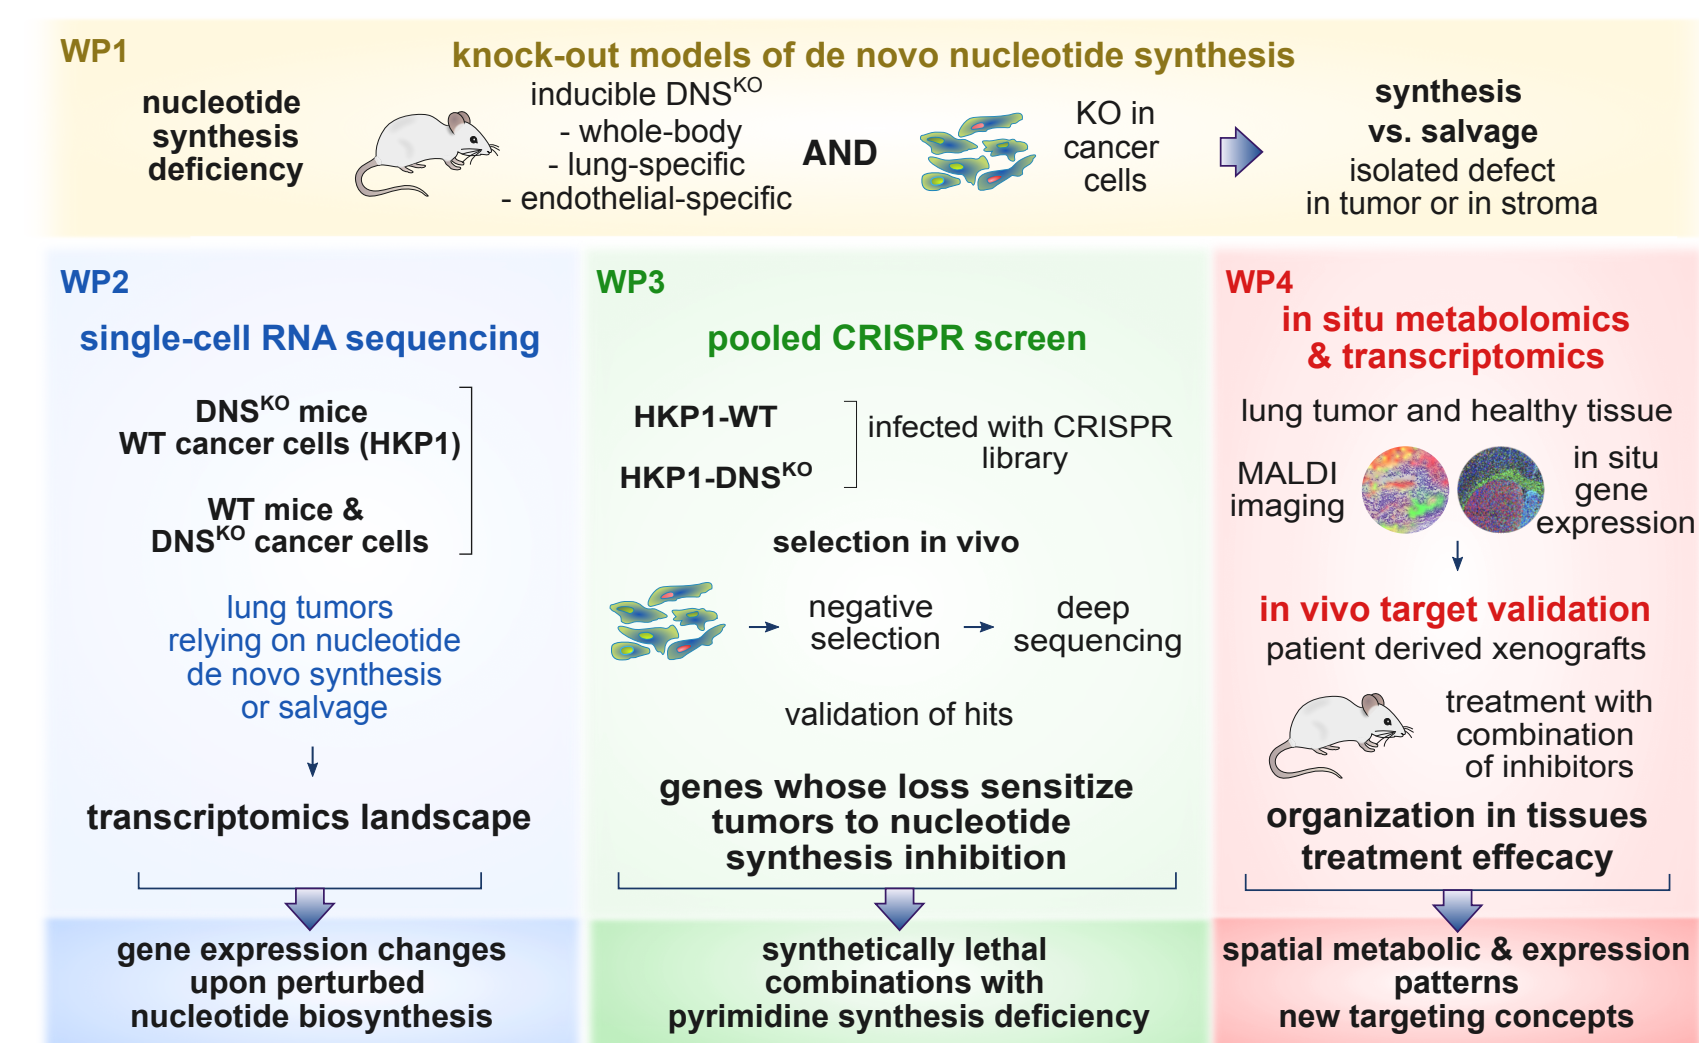 WP1
knock-out models of de novo nucleotide synthesis
nucleotide
synthesis
deficiency
inducible DNSKO
- whole-body
- lung-specific
- endothelial-specific
AND
KO in
cancer
cells
synthesis
vs. salvage
isolated defect
in tumor or in stroma
WP2
single-cell RNA sequencing
DNSKO mice
WT cancer cells (HKP1)
WT mice &
DNSKO cancer cells
lung tumors
relying on nucleotide
de novo synthesis
or salvage
transcriptomics landscape
gene expression changes
upon perturbed
nucleotide biosynthesis
WP3
pooled CRISPR screen
HKP1-WT
HKP1-DNSKO
infected with CRISPR
library
selection in vivo
negative
selection
deep
sequencing
validation of hits
genes whose loss sensitize
tumors to nucleotide
synthesis inhibition
synthetically lethal
combinations with
pyrimidine synthesis deficiency
WP4
in situ metabolomics
& transcriptomics
lung tumor and healthy tissue
MALDI
imaging
in situ
gene
expression
in vivo target validation
patient derived xenografts
treatment with
combination
of inhibitors
organization in tissues
treatment effecacy
spatial metabolic & expression
patterns
new targeting concepts